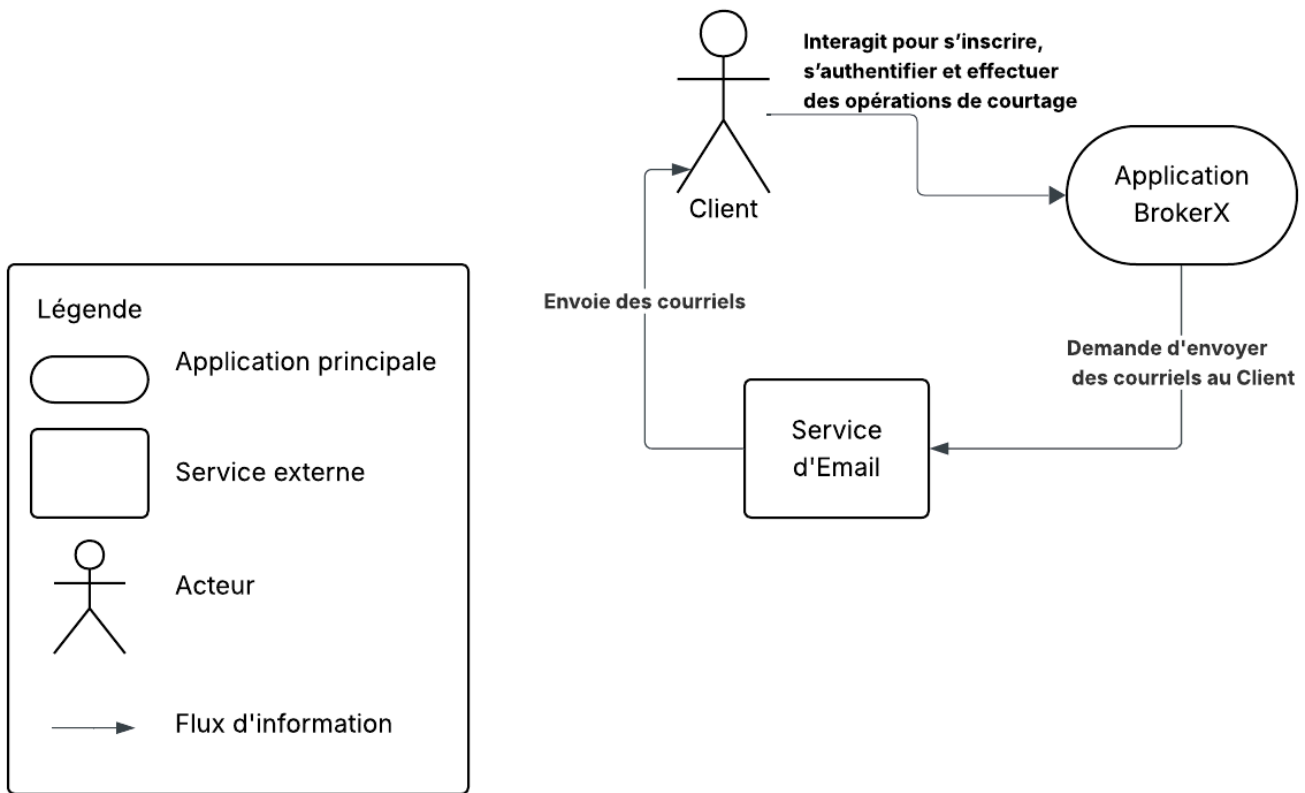 Interagit pour s’inscrire,
s’authentifier et effectuer
des opérations de courtage
Client
Application
BrokerX
Envoie des courriels
Demande d'envoyer
des courriels au Client
Service
d'Email
Légende
Application principale
Service externe
Acteur
Flux d'information